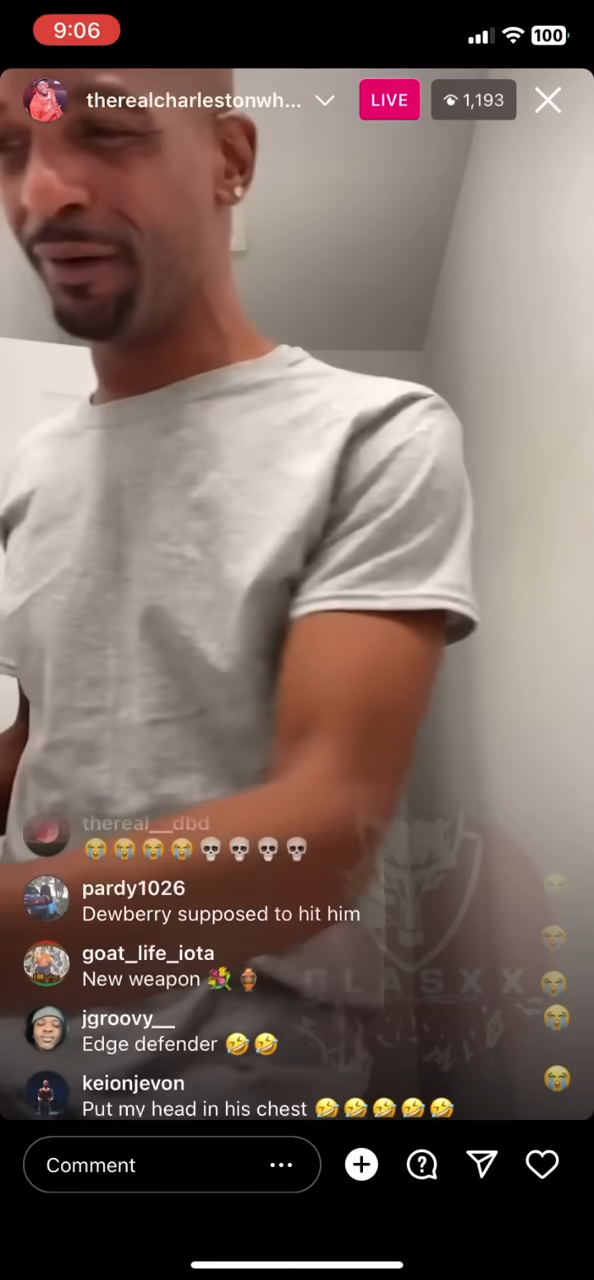 9:06
100
therealcharlestonwh...
LIVE
1,193
thereal__dbd
😭😭😭😭💀💀💀💀
pardy1026
Dewberry supposed to hit him
goat_life_iota
New weapon 💐🏺
jgroovy__
Edge defender 🤣🤣
keionjevon
Put my head in his chest 🤣🤣🤣🤣🤣
Comment